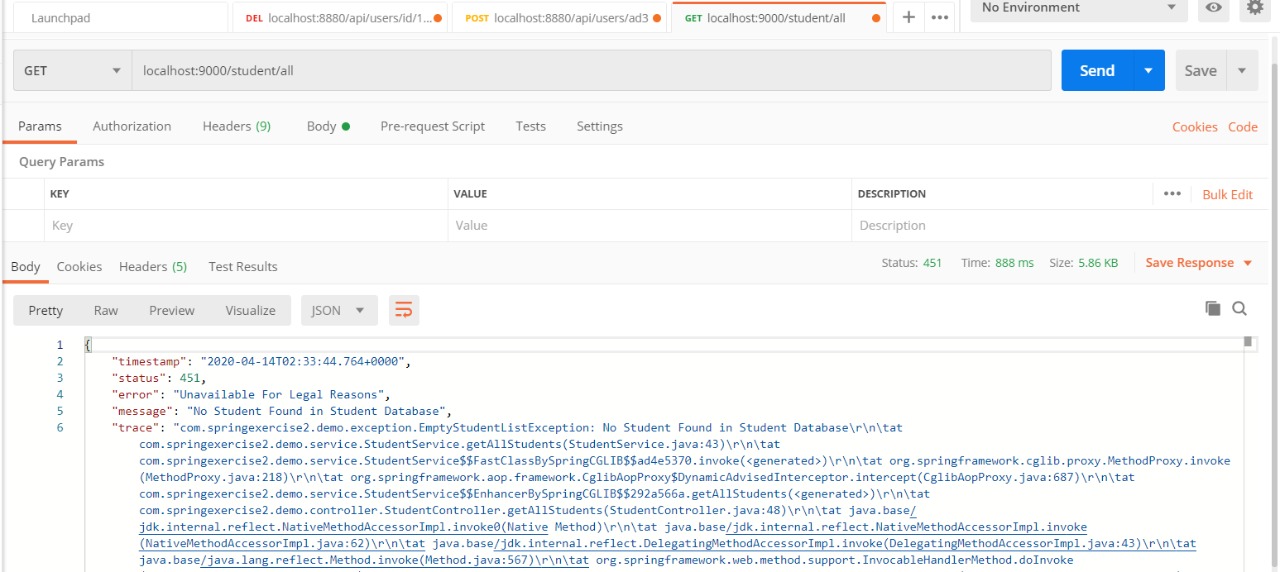 Launchpad DEL localhost:8880/api/users/id/1... POST localhost:8880/api/users/ad3 GET localhost:9000/student/all + ••• No Environment
GET localhost:9000/student/all Send Save
Params Authorization Headers (9) Body Pre-request Script Tests Settings Cookies Code
Query Params
KEY VALUE DESCRIPTION ••• Bulk Edit
Key Value Description
Body Cookies Headers (5) Test Results Status: 451 Time: 888 ms Size: 5.86 KB Save Response
Pretty Raw Preview Visualize JSON
1 {
2 "timestamp": "2020-04-14T02:33:44.764+0000",
3 "status": 451,
4 "error": "Unavailable For Legal Reasons",
5 "message": "No Student Found in Student Database",
6 "trace": "com.springexercise2.demo.exception.EmptyStudentListException: No Student Found in Student Database\r\n\tat
com.springexercise2.demo.service.StudentService.getAllStudents(StudentService.java:43)\r\n\tat
com.springexercise2.demo.service.StudentService$$FastClassBySpringCGLIB$$ad4e5370.invoke(<generated>)\r\n\tat org.springframework.cglib.proxy.MethodProxy.invoke
(MethodProxy.java:218)\r\n\tat org.springframework.aop.framework.CglibAopProxy$DynamicAdvisedInterceptor.intercept(CglibAopProxy.java:687)\r\n\tat
com.springexercise2.demo.service.StudentService$$EnhancerBySpringCGLIB$$292a566a.getAllStudents(<generated>)\r\n\tat
com.springexercise2.demo.controller.StudentController.getAllStudents(StudentController.java:48)\r\n\tat java.base/
jdk.internal.reflect.NativeMethodAccessorImpl.invoke0(Native Method)\r\n\tat java.base/jdk.internal.reflect.NativeMethodAccessorImpl.invoke
(NativeMethodAccessorImpl.java:62)\r\n\tat java.base/jdk.internal.reflect.DelegatingMethodAccessorImpl.invoke(DelegatingMethodAccessorImpl.java:43)\r\n\tat
java.base/java.lang.reflect.Method.invoke(Method.java:567)\r\n\tat org.springframework.web.method.support.InvocableHandlerMethod.doInvoke